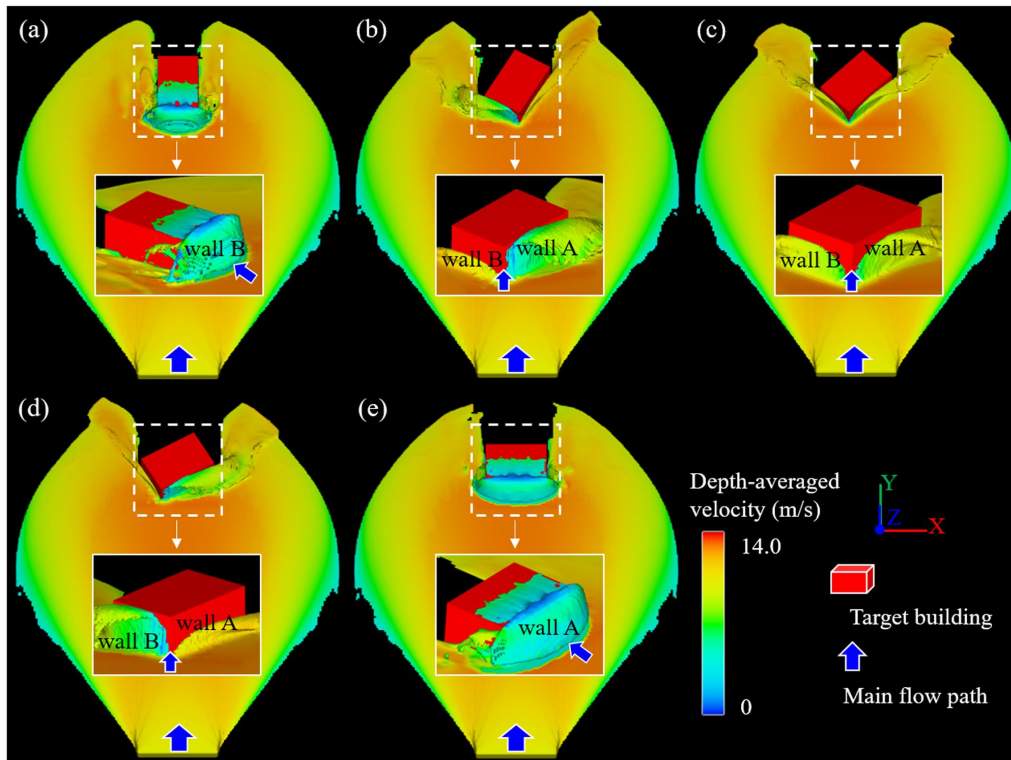 (a)
(b)
(c)
wall B
wall B
wall A
wall B
wall A
(d)
(e)
wall B
wall A
wall A
Depth-averaged
velocity (m/s)
14.0
0
Y
Z
X
Target building
Main flow path